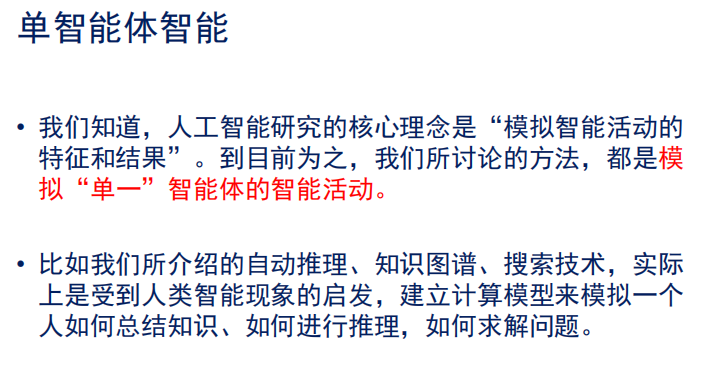 单智能体智能
• 我们知道，人工智能研究的核心理念是“模拟智能活动的
特征和结果”。到目前为之，我们所讨论的方法，都是模
拟“单一”智能体的智能活动。
• 比如我们所介绍的自动推理、知识图谱、搜索技术，实际
上是受到人类智能现象的启发，建立计算模型来模拟一个
人如何总结知识、如何进行推理，如何求解问题。